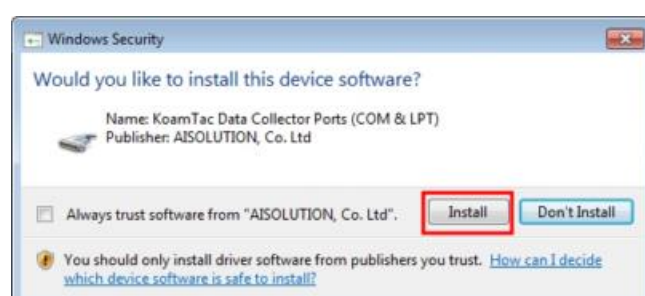 Windows Security
Would you like to install this device software?
Name: KoamTac Data Collector Ports (COM & LPT)
Publisher: AISOLUTION, Co. Ltd
Always trust software from "AISOLUTION, Co. Ltd".
Install
Don't Install
You should only install driver software from publishers you trust. How can I decide
which device software is safe to install?